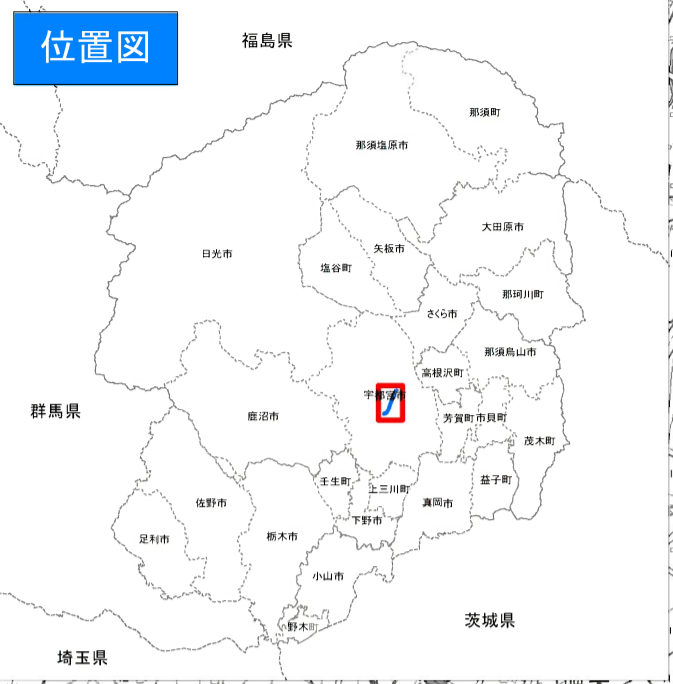 位置図
福島県
那須町
那須塩原市
大田原市
矢板市
日光市
塩谷町
那珂川町
さくら市
那須烏山市
高根沢町
宇都宮市
群馬県
鹿沼市
芳賀町
市貝町
茂木町
壬生町
上三川町
益子町
佐野市
真岡市
下野市
足利市
栃木市
小山市
茨城県
野木町
埼玉県